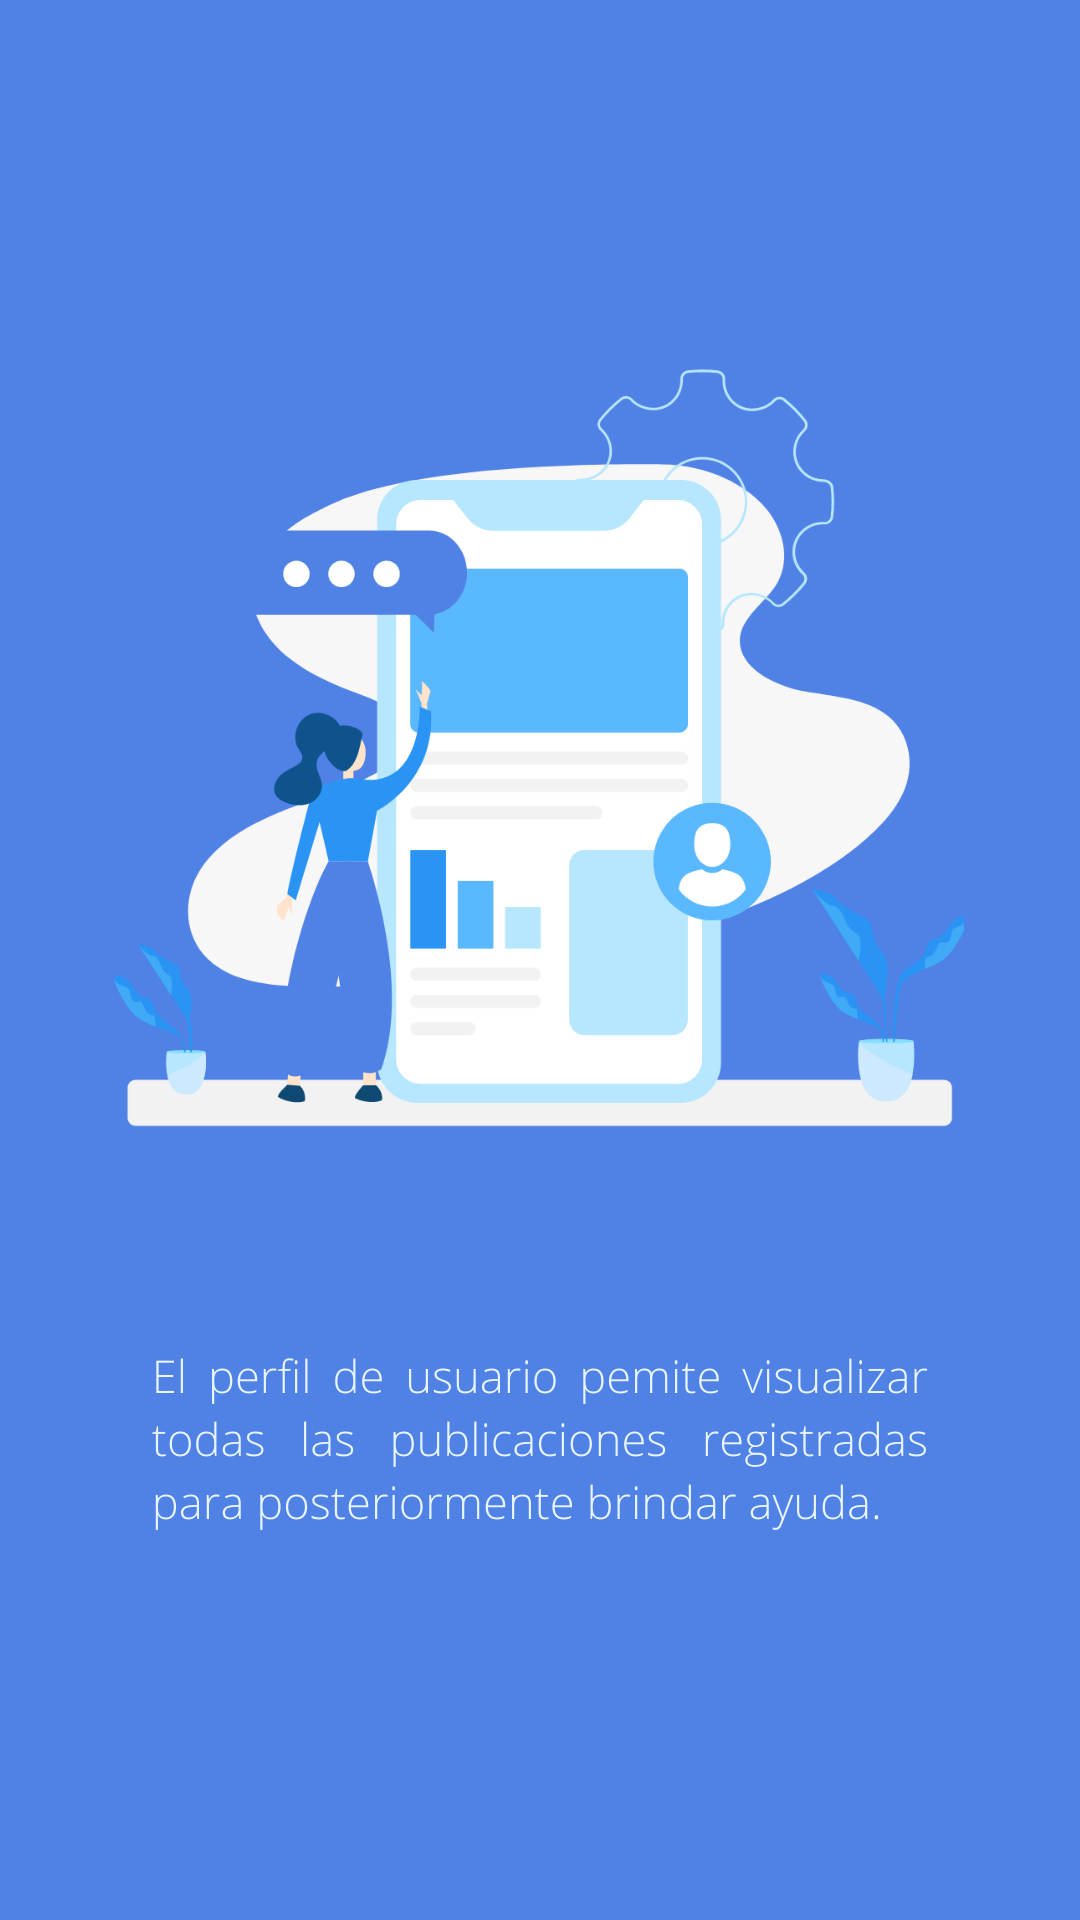 El perfil de usuario pemite visualizar
todas las publicaciones registradas
para posteriormente brindar ayuda.